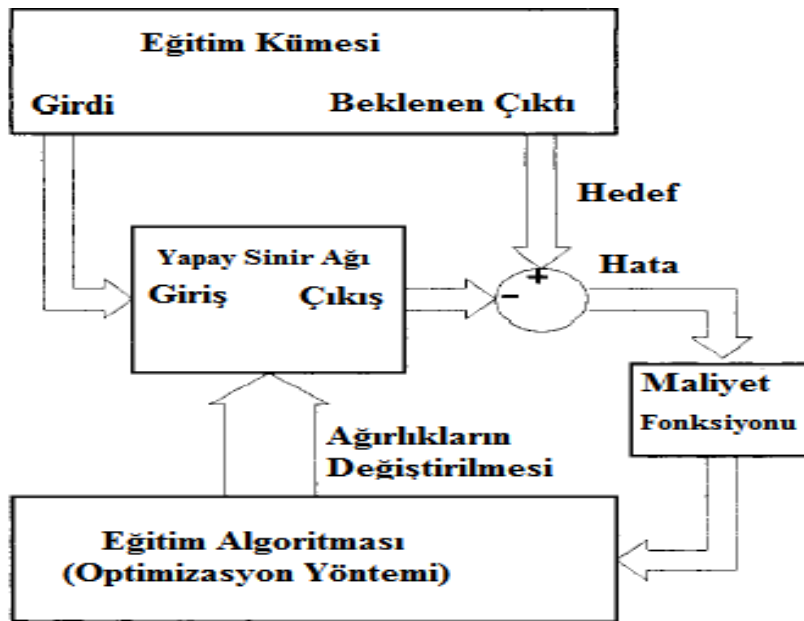 Eğitim Kümesi
Girdi Beklenen Çıktı
Hedef
Yapay Sinir Ağı
Giriş Çıkış
+
-
Hata
Maliyet
Fonksiyonu
Ağırlıkların
Değiştirilmesi
Eğitim Algoritması
(Optimizasyon Yöntemi)